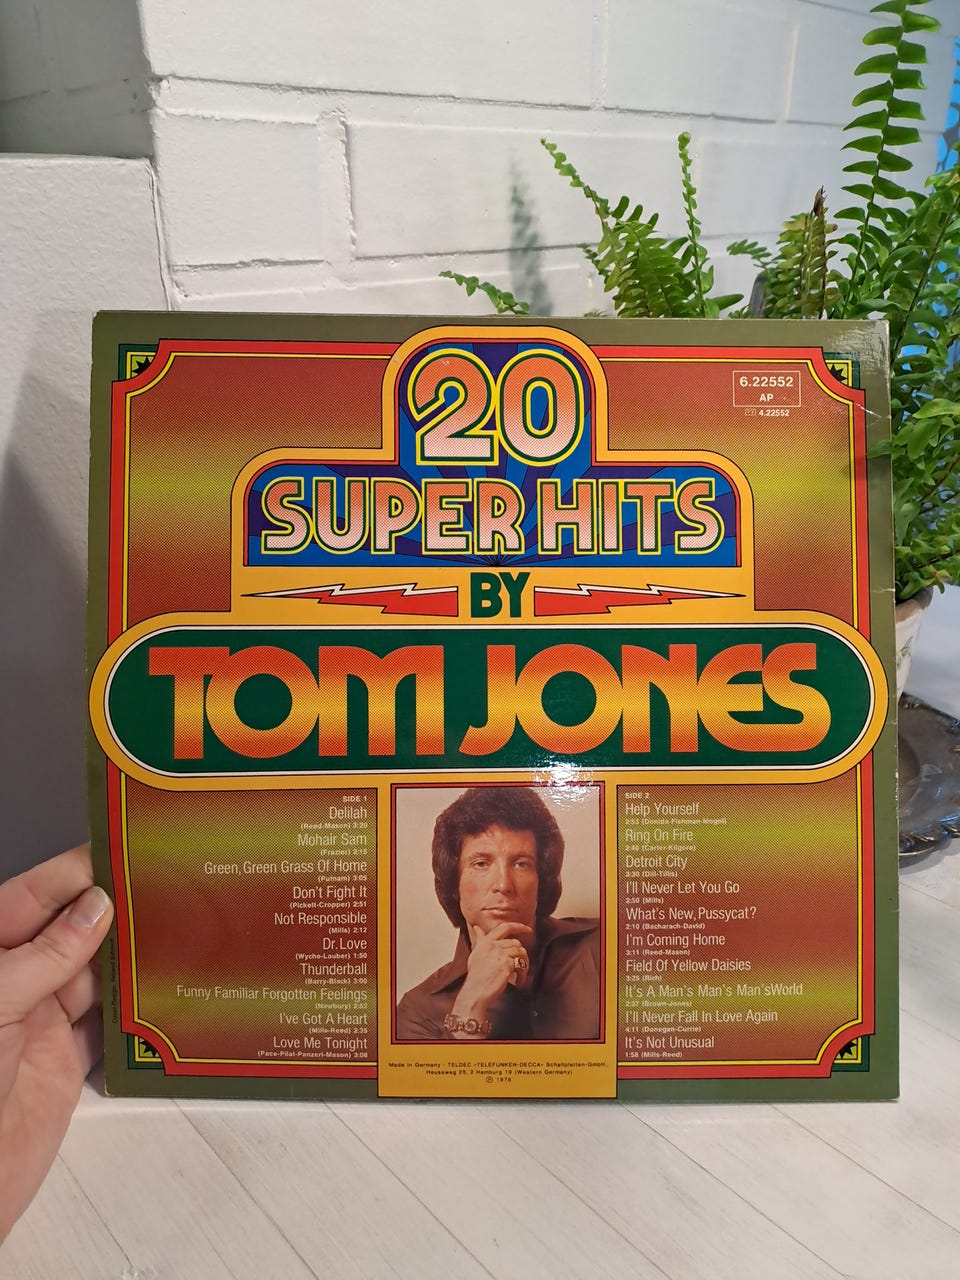 20
SUPER HITS
BY
TOM JONES
6.22552
AP
4.22552
SIDE 1
Delilah
(Reed-Mason) 3:20
Mohair Sam
(Frazier) 2:15
Green, Green Grass Of Home
(Putnam) 3:05
Don't Fight It
(Pickett-Cropper) 2:51
Not Responsible
(Mills) 2:12
Dr. Love
(Wyche-Lauber) 1:50
Thunderball
(Barry-Black) 3:00
Funny Familiar Forgotten Feelings
(Newbury) 2:52
I've Got A Heart
(Mills-Reed) 2:35
Love Me Tonight
(Pace-Pilat-Panzeri-Mason) 3:08
SIDE 2
Help Yourself
2:53 (Donida-Fishman-Mogol)
Ring On Fire
2:40 (Carter-Kilgore)
Detroit City
3:30 (Dill-Tillis)
I'll Never Let You Go
2:50 (Mills)
What's New, Pussycat?
2:10 (Bacharach-David)
I'm Coming Home
3:11 (Reed-Mason)
Field Of Yellow Daisies
3:25 (Rich)
It's A Man's Man's Man'sWorld
2:37 (Brown-Jones)
I'll Never Fall In Love Again
4:11 (Donegan-Currie)
It's Not Unusual
1:58 (Mills-Reed)
Made in Germany · TELDEC »TELEFUNKEN-DECCA« Schallplatten-GmbH.,
Heussweg 25, 2 Hamburg 19 (Western Germany)
Ⓟ 1976